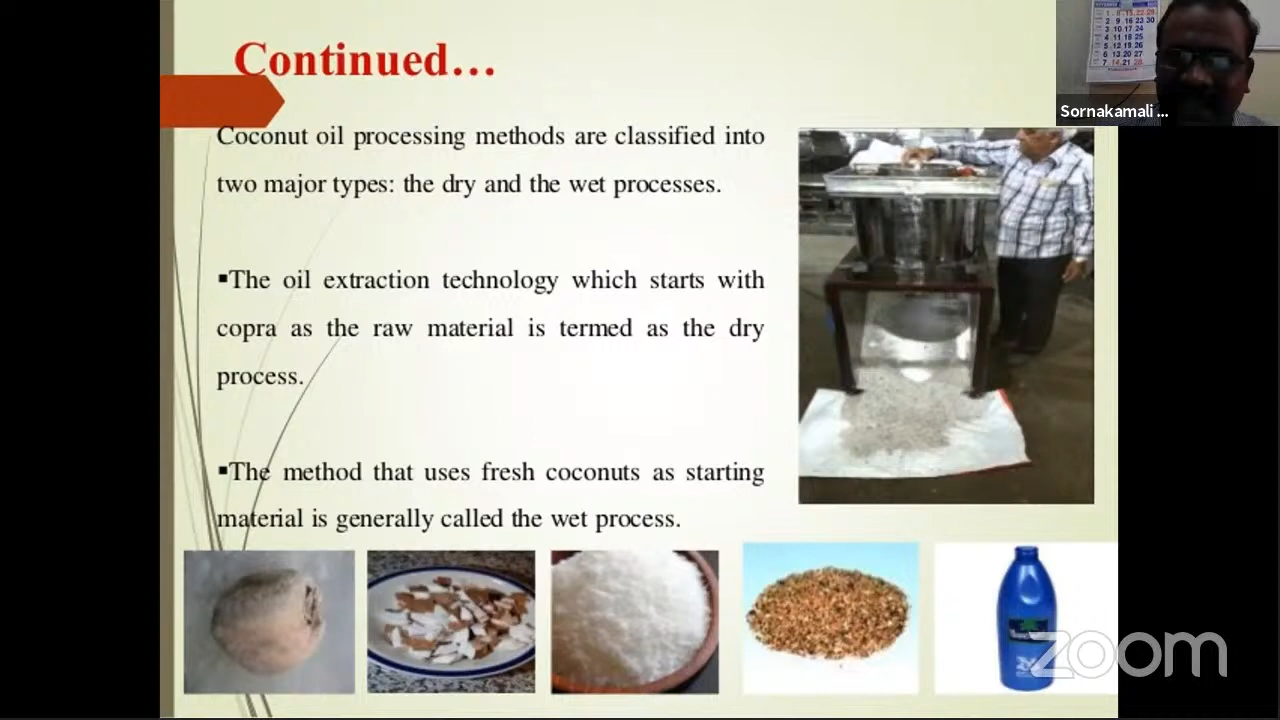 Continued…
Coconut oil processing methods are classified into
two major types: the dry and the wet processes.
▪The oil extraction technology which starts with
copra as the raw material is termed as the dry
process.
▪The method that uses fresh coconuts as starting
material is generally called the wet process.
Sornakamali ...
zoom